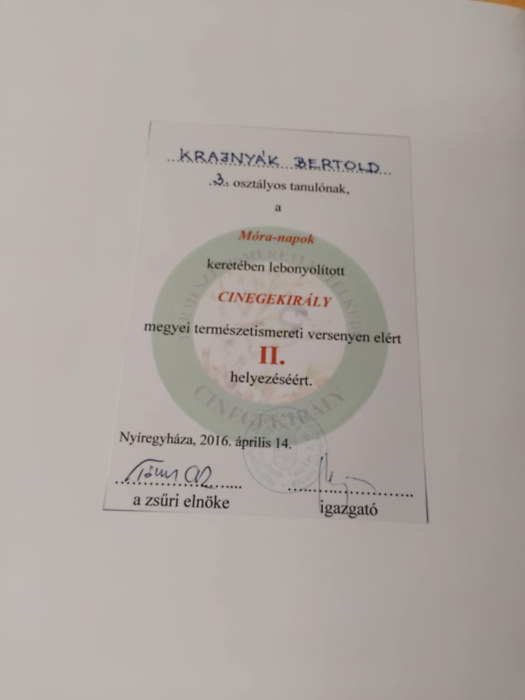 KRAJNYÁK BERTOLD
3. osztályos tanulónak,
a
Móra-napok
keretében lebonyolított
CINEGEKIRÁLY
megyei természetismereti versenyen elért
II.
helyezéséért.
CINEGEKIRÁLY
Nyíregyháza, 2016. április 14.
a zsűri elnöke
igazgató